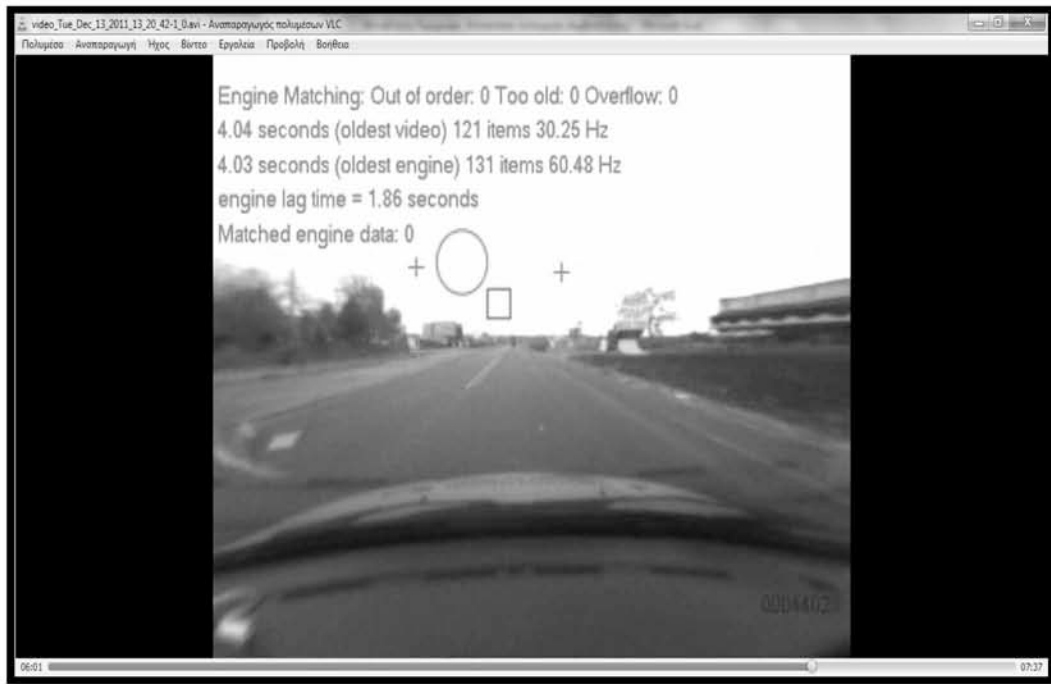 video_Tue_Dec_13_2011_13_20_42-1_0.avi - Αναπαραγωγός πολυμέσων VLC
Πολυμέσα Αναπαραγωγή Ήχος Βίντεο Εργαλεία Προβολή Βοήθεια
Engine Matching: Out of order: 0 Too old: 0 Overflow: 0
4.04 seconds (oldest video) 121 items 30.25 Hz
4.03 seconds (oldest engine) 131 items 60.48 Hz
engine lag time = 1.86 seconds
Matched engine data: 0
06:01
07:37